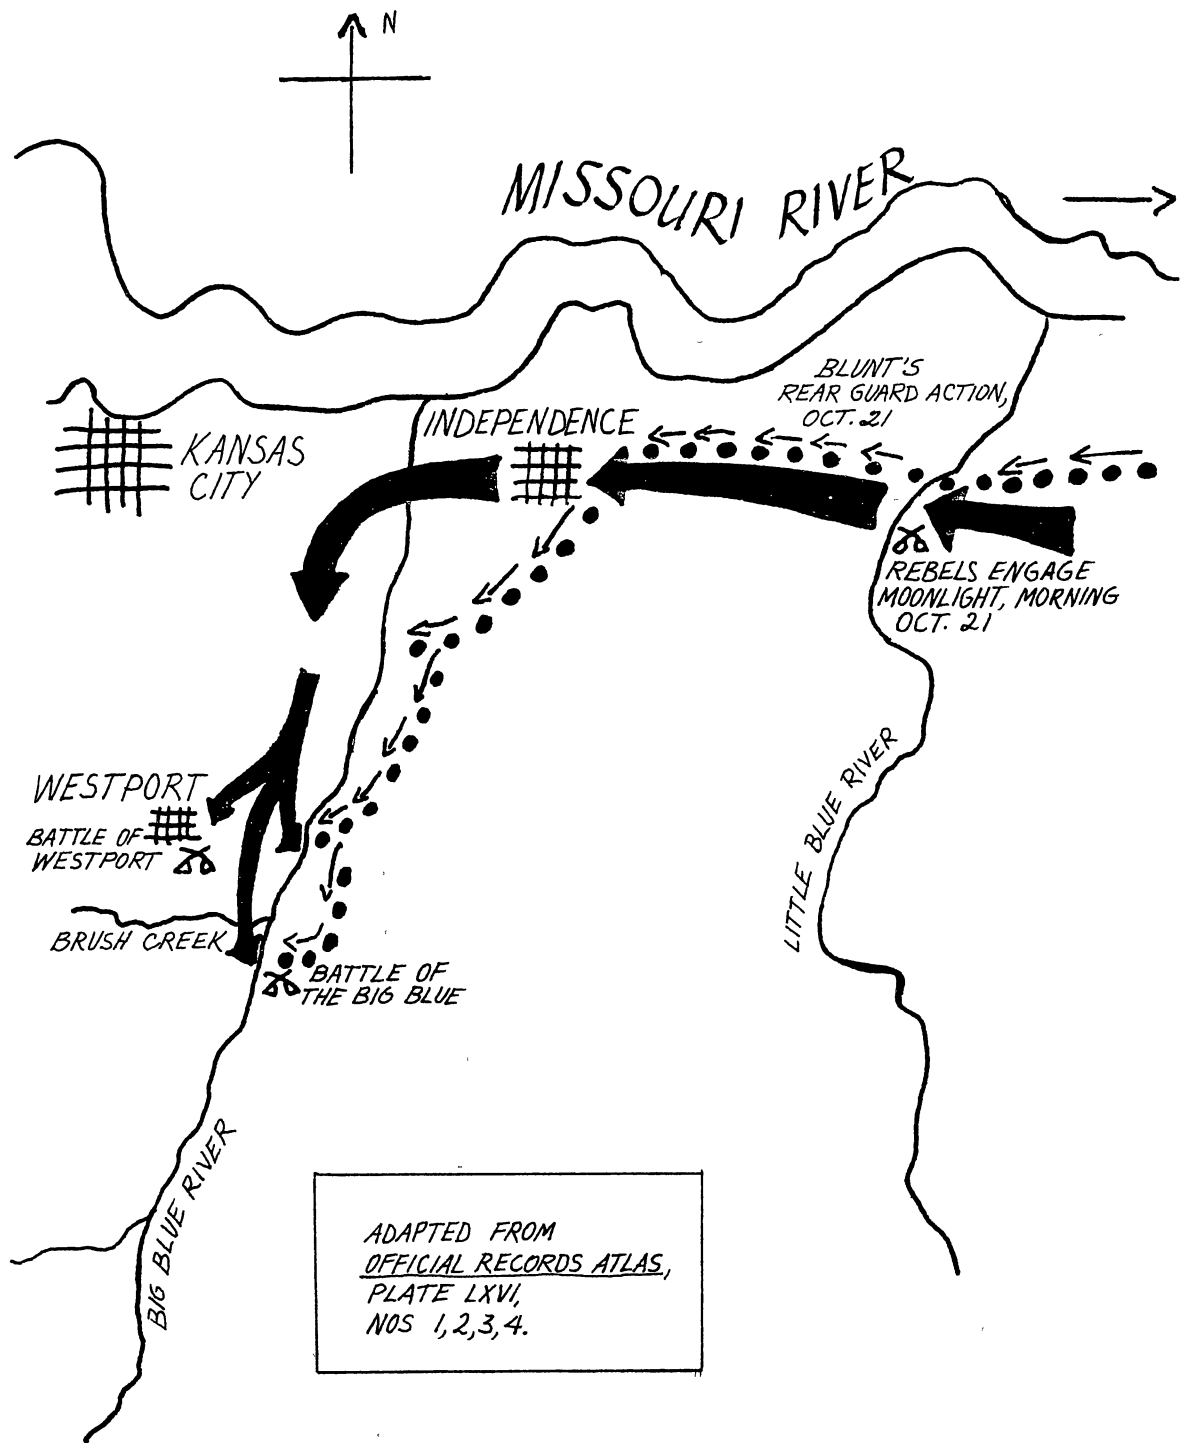 N
MISSOURI RIVER
BLUNT'S
REAR GUARD ACTION,
OCT. 21
INDEPENDENCE
KANSAS
CITY
REBELS ENGAGE
MOONLIGHT, MORNING
OCT. 21
LITTLE BLUE RIVER
WESTPORT
BATTLE OF
WESTPORT
BRUSH CREEK
BATTLE OF
THE BIG BLUE
BIG BLUE RIVER
ADAPTED FROM
OFFICIAL RECORDS ATLAS,
PLATE LXVI,
NOS 1,2,3,4.